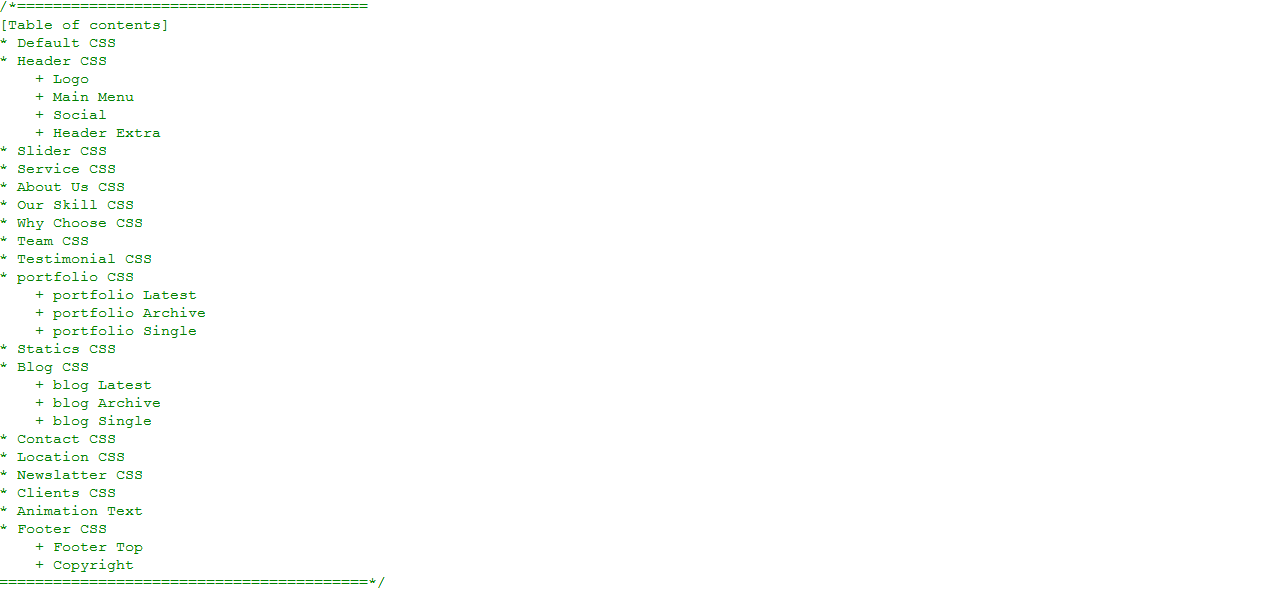 /*=======================================
[Table of contents]
* Default CSS
* Header CSS
    + Logo
    + Main Menu
    + Social
    + Header Extra
* Slider CSS
* Service CSS
* About Us CSS
* Our Skill CSS
* Why Choose CSS
* Team CSS
* Testimonial CSS
* portfolio CSS
    + portfolio Latest
    + portfolio Archive
    + portfolio Single
* Statics CSS
* Blog CSS
    + blog Latest
    + blog Archive
    + blog Single
* Contact CSS
* Location CSS
* Newslatter CSS
* Clients CSS
* Animation Text
* Footer CSS
    + Footer Top
    + Copyright
=========================================*/